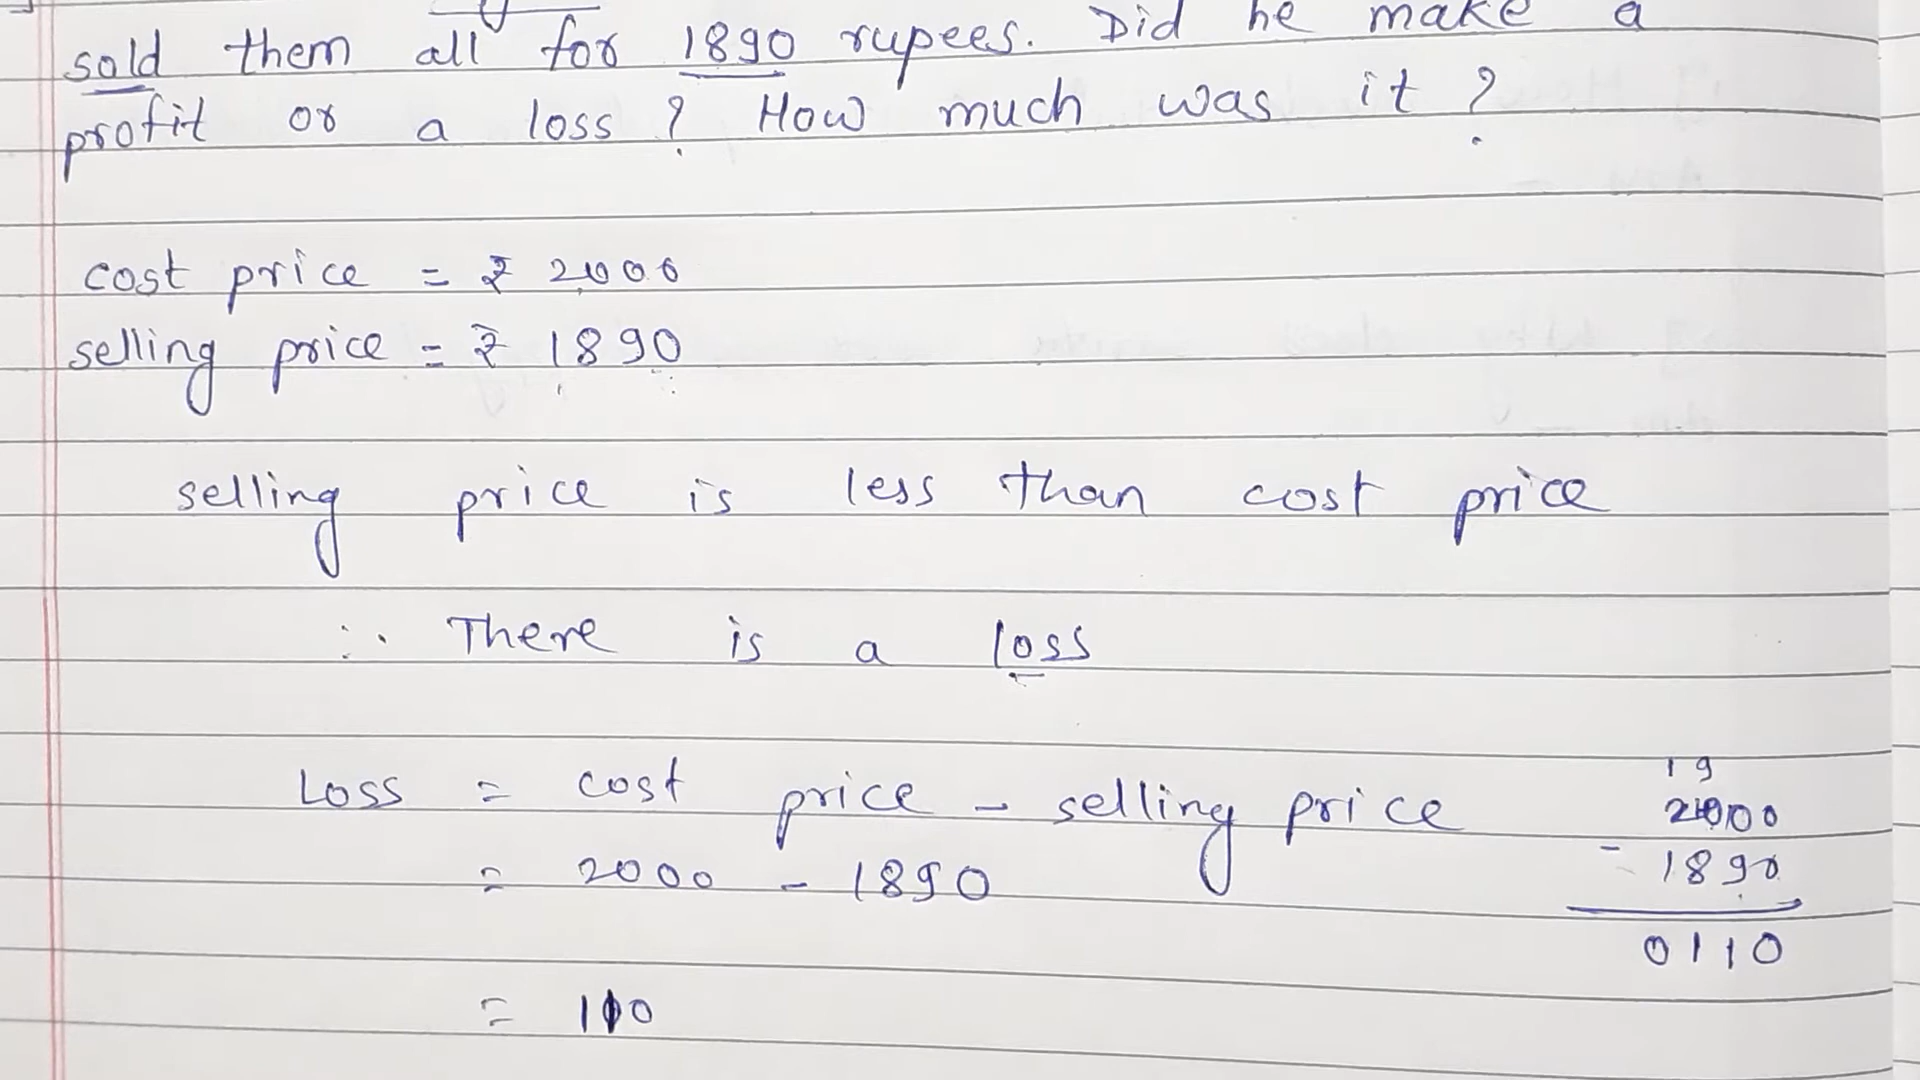 sold them all for 1890 rupees. Did he make a
profit or a loss ? How much was it ?
cost price = ₹ 2000
selling price = ₹ 1890
selling price is less than cost price
∴ There is a loss
Loss = cost price - selling price
= 2000 - 1890
= 110
19
2000
- 1890
0110